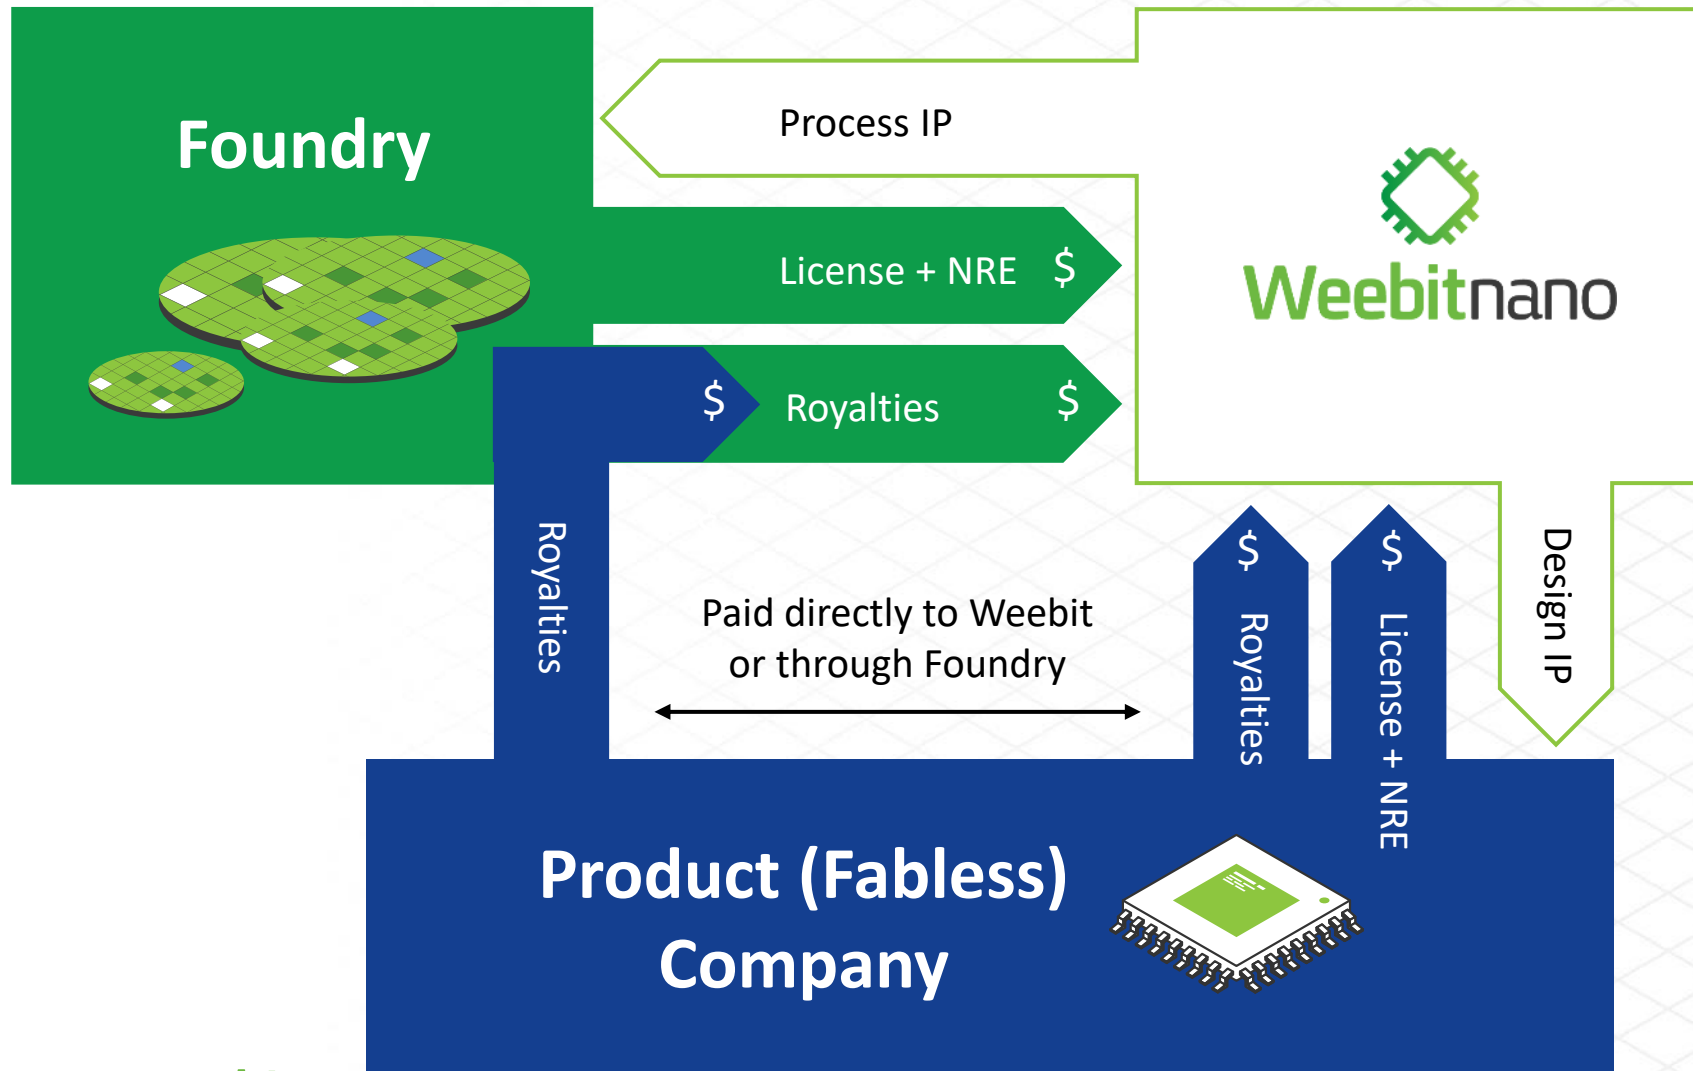 Foundry
Process IP
License + NRE $
$ Royalties $
Weebitnano
Royalties
Paid directly to Weebit
or through Foundry
$ Royalties
$ License + NRE
Design IP
Product (Fabless)
Company